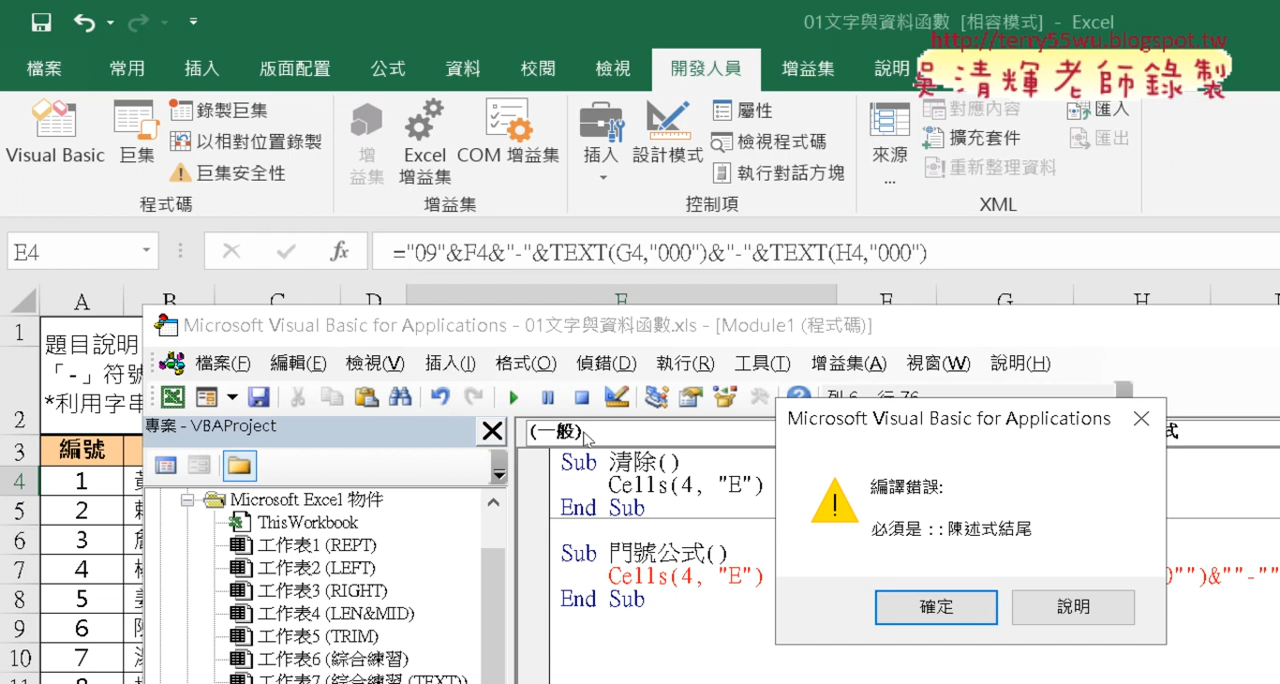 01文字與資料函數 [相容模式] - Excel
http://terry55wu.blogspot.tw
吳清輝老師錄製
檔案 常用 插入 版面配置 公式 資料 校閱 檢視 開發人員 增益集 說明
Visual Basic 巨集 錄製巨集 以相對位置錄製 巨集安全性
程式碼
增益集 Excel 增益集 COM 增益集
增益集
插入 設計模式 屬性 檢視程式碼 執行對話方塊
控制項
來源... 對應內容 擴充套件 重新整理資料 匯入 匯出
XML
E4 fx ="09"&F4&"-"&TEXT(G4,"000")&"-"&TEXT(H4,"000")
A B C D E F G H
1 題目說明
「-」符號
2 *利用字串
3 編號
4 1
5 2
6 3
7 4
8 5
9 6
10 7
Microsoft Visual Basic for Applications - 01文字與資料函數.xls - [Module1 (程式碼)]
檔案(F) 編輯(E) 檢視(V) 插入(I) 格式(O) 偵錯(D) 執行(R) 工具(T) 增益集(A) 視窗(W) 說明(H)
列 6, 行 76
專案 - VBAProject
Microsoft Excel 物件
ThisWorkbook
工作表1 (REPT)
工作表2 (LEFT)
工作表3 (RIGHT)
工作表4 (LEN&MID)
工作表5 (TRIM)
工作表6 (綜合練習)
工作表7 (綜合練習(TEXT))
(一般)
式
Sub 清除()
Cells(4, "E")
End Sub
Sub 門號公式()
Cells(4, "E") 0"")&""-""
End Sub
Microsoft Visual Basic for Applications
編譯錯誤:
必須是 : : 陳述式結尾
確定 說明